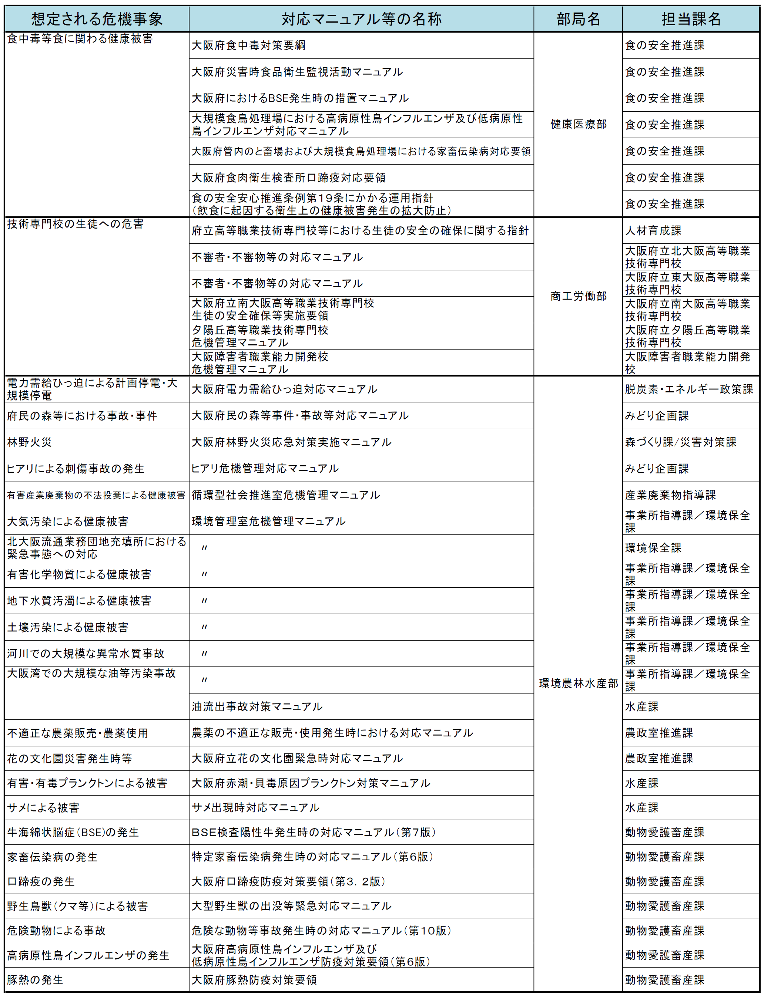 想定される危機事象 対応マニュアル等の名称 部局名 担当課名
食中毒等食に関わる健康被害
大阪府食中毒対策要綱 食の安全推進課
大阪府災害時食品衛生監視活動マニュアル 食の安全推進課
大阪府におけるBSE発生時の措置マニュアル 食の安全推進課
大規模食鳥処理場における高病原性鳥インフルエンザ及び低病原性
鳥インフルエンザ対応マニュアル
健康医療部 食の安全推進課
大阪府管内のと畜場および大規模食鳥処理場における家畜伝染病対応要領 食の安全推進課
大阪府食肉衛生検査所口蹄疫対応要領 食の安全推進課
食の安全安心推進条例第19条にかかる運用指針
（飲食に起因する衛生上の健康被害発生の拡大防止）
食の安全推進課
技術専門校の生徒への危害
府立高等職業技術専門校等における生徒の安全の確保に関する指針 人材育成課
不審者・不審物等の対応マニュアル
大阪府立北大阪高等職業
技術専門校
不審者・不審物等の対応マニュアル
大阪府立東大阪高等職業
技術専門校
商工労働部
大阪府立南大阪高等職業技術専門校
生徒の安全確保等実施要領
大阪府立南大阪高等職業
技術専門校
夕陽丘高等職業技術専門校
危機管理マニュアル
大阪府立夕陽丘高等職業
技術専門校
大阪障害者職業能力開発校
危機管理マニュアル
大阪障害者職業能力開発
校
電力需給ひっ迫による計画停電・大
規模停電
大阪府電力需給ひっ迫対応マニュアル 脱炭素・エネルギー政策課
府民の森等における事故・事件 大阪府民の森等事件・事故等対応マニュアル みどり企画課
林野火災 大阪府林野火災応急対策実施マニュアル 森づくり課/災害対策課
ヒアリによる刺傷事故の発生 ヒアリ危機管理対応マニュアル みどり企画課
有害産業廃棄物の不法投棄による健康被害 循環型社会推進室危機管理マニュアル 産業廃棄物指導課
大気汚染による健康被害 環境管理室危機管理マニュアル
事業所指導課／環境保全
課
北大阪流通業務団地充填所における
緊急事態への対応
〃 環境保全課
有害化学物質による健康被害 〃
事業所指導課／環境保全
課
地下水質汚濁による健康被害 〃
事業所指導課／環境保全
課
土壌汚染による健康被害 〃
事業所指導課／環境保全
課
河川での大規模な異常水質事故 〃
事業所指導課／環境保全
課
大阪湾での大規模な油等汚染事故 〃
事業所指導課／環境保全
課
環境農林水産部
油流出事故対策マニュアル 水産課
不適正な農薬販売・農薬使用 農薬の不適正な販売・使用発生時における対応マニュアル 農政室推進課
花の文化園災害発生時等 大阪府立花の文化園緊急時対応マニュアル 農政室推進課
有害・有毒プランクトンによる被害 大阪府赤潮・貝毒原因プランクトン対策マニュアル 水産課
サメによる被害 サメ出現時対応マニュアル 水産課
牛海綿状脳症（BSE)の発生 BSE検査陽性牛発生時の対応マニュアル（第7版） 動物愛護畜産課
家畜伝染病の発生 特定家畜伝染病発生時の対応マニュアル（第6版） 動物愛護畜産課
口蹄疫の発生 大阪府口蹄疫防疫対策要領（第3．2版） 動物愛護畜産課
野生鳥獣（クマ等）による被害 大型野生獣の出没等緊急対応マニュアル 動物愛護畜産課
危険動物による事故 危険な動物等事故発生時の対応マニュアル（第10版） 動物愛護畜産課
高病原性鳥インフルエンザの発生
大阪府高病原性鳥インフルエンザ及び
低病原性鳥インフルエンザ防疫対策要領（第6版）
動物愛護畜産課
豚熱の発生 大阪府豚熱防疫対策要領 動物愛護畜産課